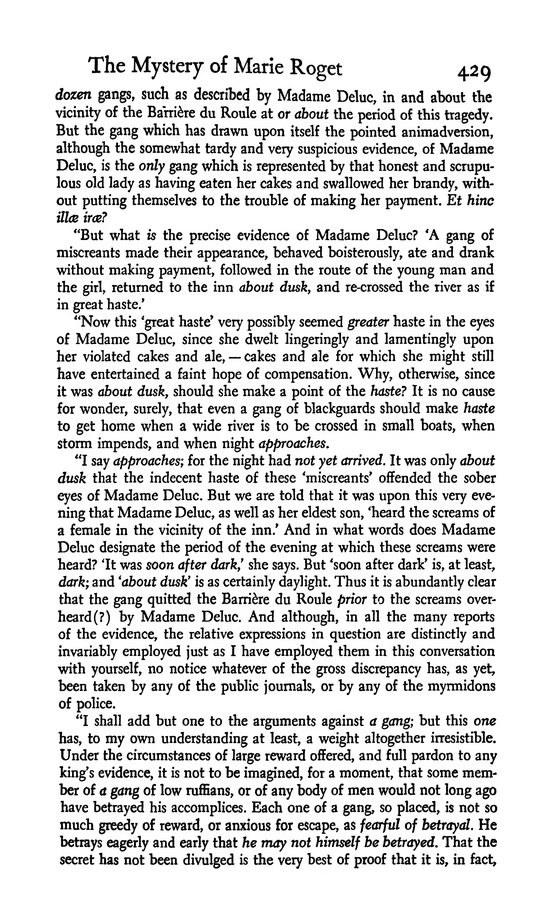 The Mystery of Marie Roget 429
dozen gangs, such as described by Madame Deluc, in and about the
vicinity of the Barrière du Roule at or about the period of this tragedy.
But the gang which has drawn upon itself the pointed animadversion,
although the somewhat tardy and very suspicious evidence, of Madame
Deluc, is the only gang which is represented by that honest and scrupu-
lous old lady as having eaten her cakes and swallowed her brandy, with-
out putting themselves to the trouble of making her payment. Et hinc
illæ iræ?
"But what is the precise evidence of Madame Deluc? 'A gang of
miscreants made their appearance, behaved boisterously, ate and drank
without making payment, followed in the route of the young man and
the girl, returned to the inn about dusk, and re-crossed the river as if
in great haste.'
"Now this 'great haste' very possibly seemed greater haste in the eyes
of Madame Deluc, since she dwelt lingeringly and lamentingly upon
her violated cakes and ale, — cakes and ale for which she might still
have entertained a faint hope of compensation. Why, otherwise, since
it was about dusk, should she make a point of the haste? It is no cause
for wonder, surely, that even a gang of blackguards should make haste
to get home when a wide river is to be crossed in small boats, when
storm impends, and when night approaches.
"I say approaches; for the night had not yet arrived. It was only about
dusk that the indecent haste of these 'miscreants' offended the sober
eyes of Madame Deluc. But we are told that it was upon this very eve-
ning that Madame Deluc, as well as her eldest son, 'heard the screams of
a female in the vicinity of the inn.' And in what words does Madame
Deluc designate the period of the evening at which these screams were
heard? 'It was soon after dark,' she says. But 'soon after dark' is, at least,
dark; and 'about dusk' is as certainly daylight. Thus it is abundantly clear
that the gang quitted the Barrière du Roule prior to the screams over-
heard(?) by Madame Deluc. And although, in all the many reports
of the evidence, the relative expressions in question are distinctly and
invariably employed just as I have employed them in this conversation
with yourself, no notice whatever of the gross discrepancy has, as yet,
been taken by any of the public journals, or by any of the myrmidons
of police.
"I shall add but one to the arguments against a gang; but this one
has, to my own understanding at least, a weight altogether irresistible.
Under the circumstances of large reward offered, and full pardon to any
king's evidence, it is not to be imagined, for a moment, that some mem-
ber of a gang of low ruffians, or of any body of men would not long ago
have betrayed his accomplices. Each one of a gang, so placed, is not so
much greedy of reward, or anxious for escape, as fearful of betrayal. He
betrays eagerly and early that he may not himself be betrayed. That the
secret has not been divulged is the very best of proof that it is, in fact,